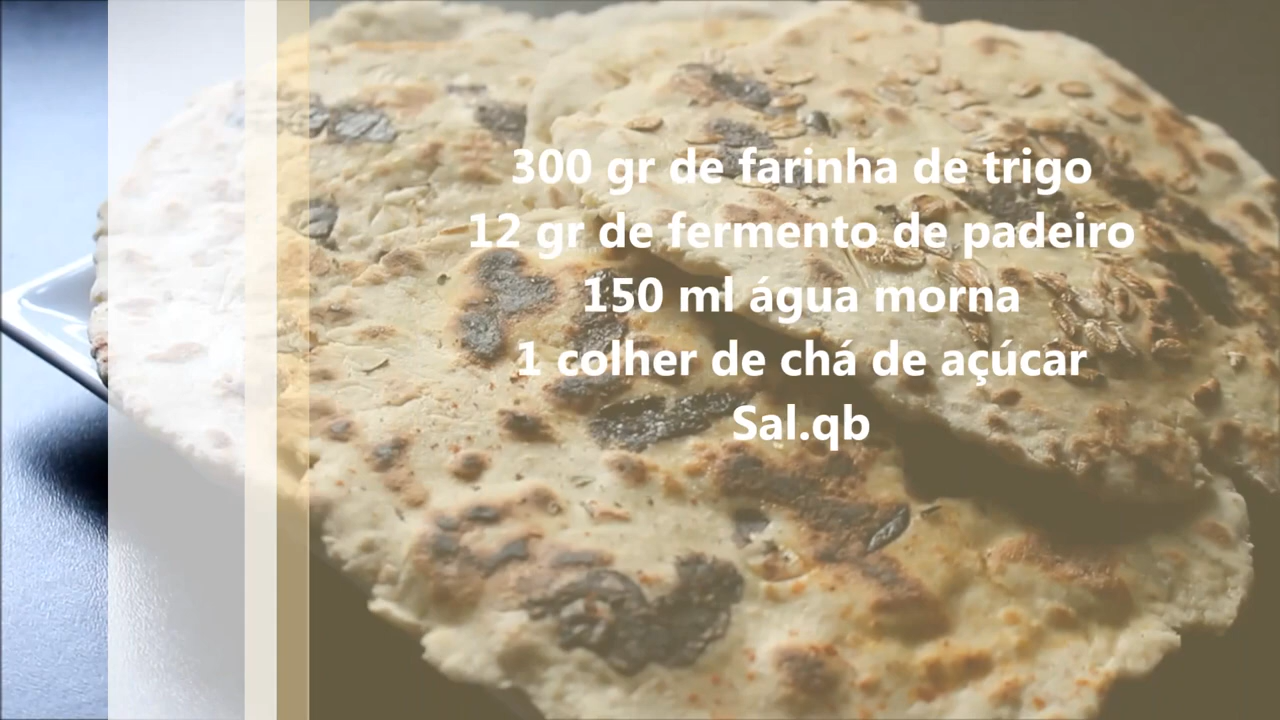 300 gr de farinha de trigo
12 gr de fermento de padeiro
150 ml água morna
1 colher de chá de açúcar
Sal.qb